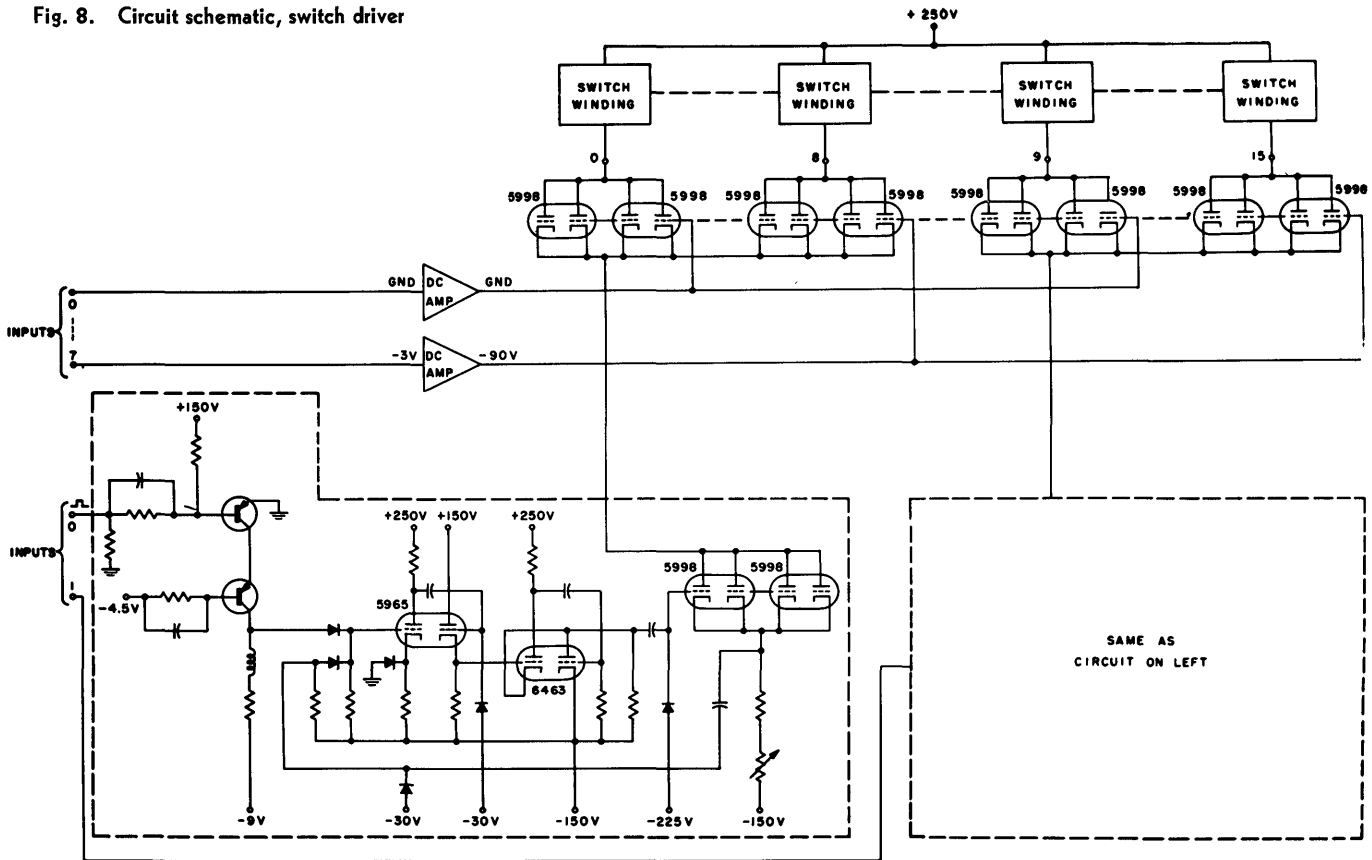 Fig. 8. Circuit schematic, switch driver
+ 250V
SWITCH WINDING
SWITCH WINDING
SWITCH WINDING
SWITCH WINDING
0
8
9
15
5998
5998
5998
5998
5998
5998
5998
5998
INPUTS
0
7
GND
DC AMP
GND
-3V
DC AMP
-90V
+150V
INPUTS
0
1
-4.5V
+250V
+150V
+250V
5965
6463
5998
5998
SAME AS
CIRCUIT ON LEFT
-9V
-30V
-30V
-150V
-225V
-150V